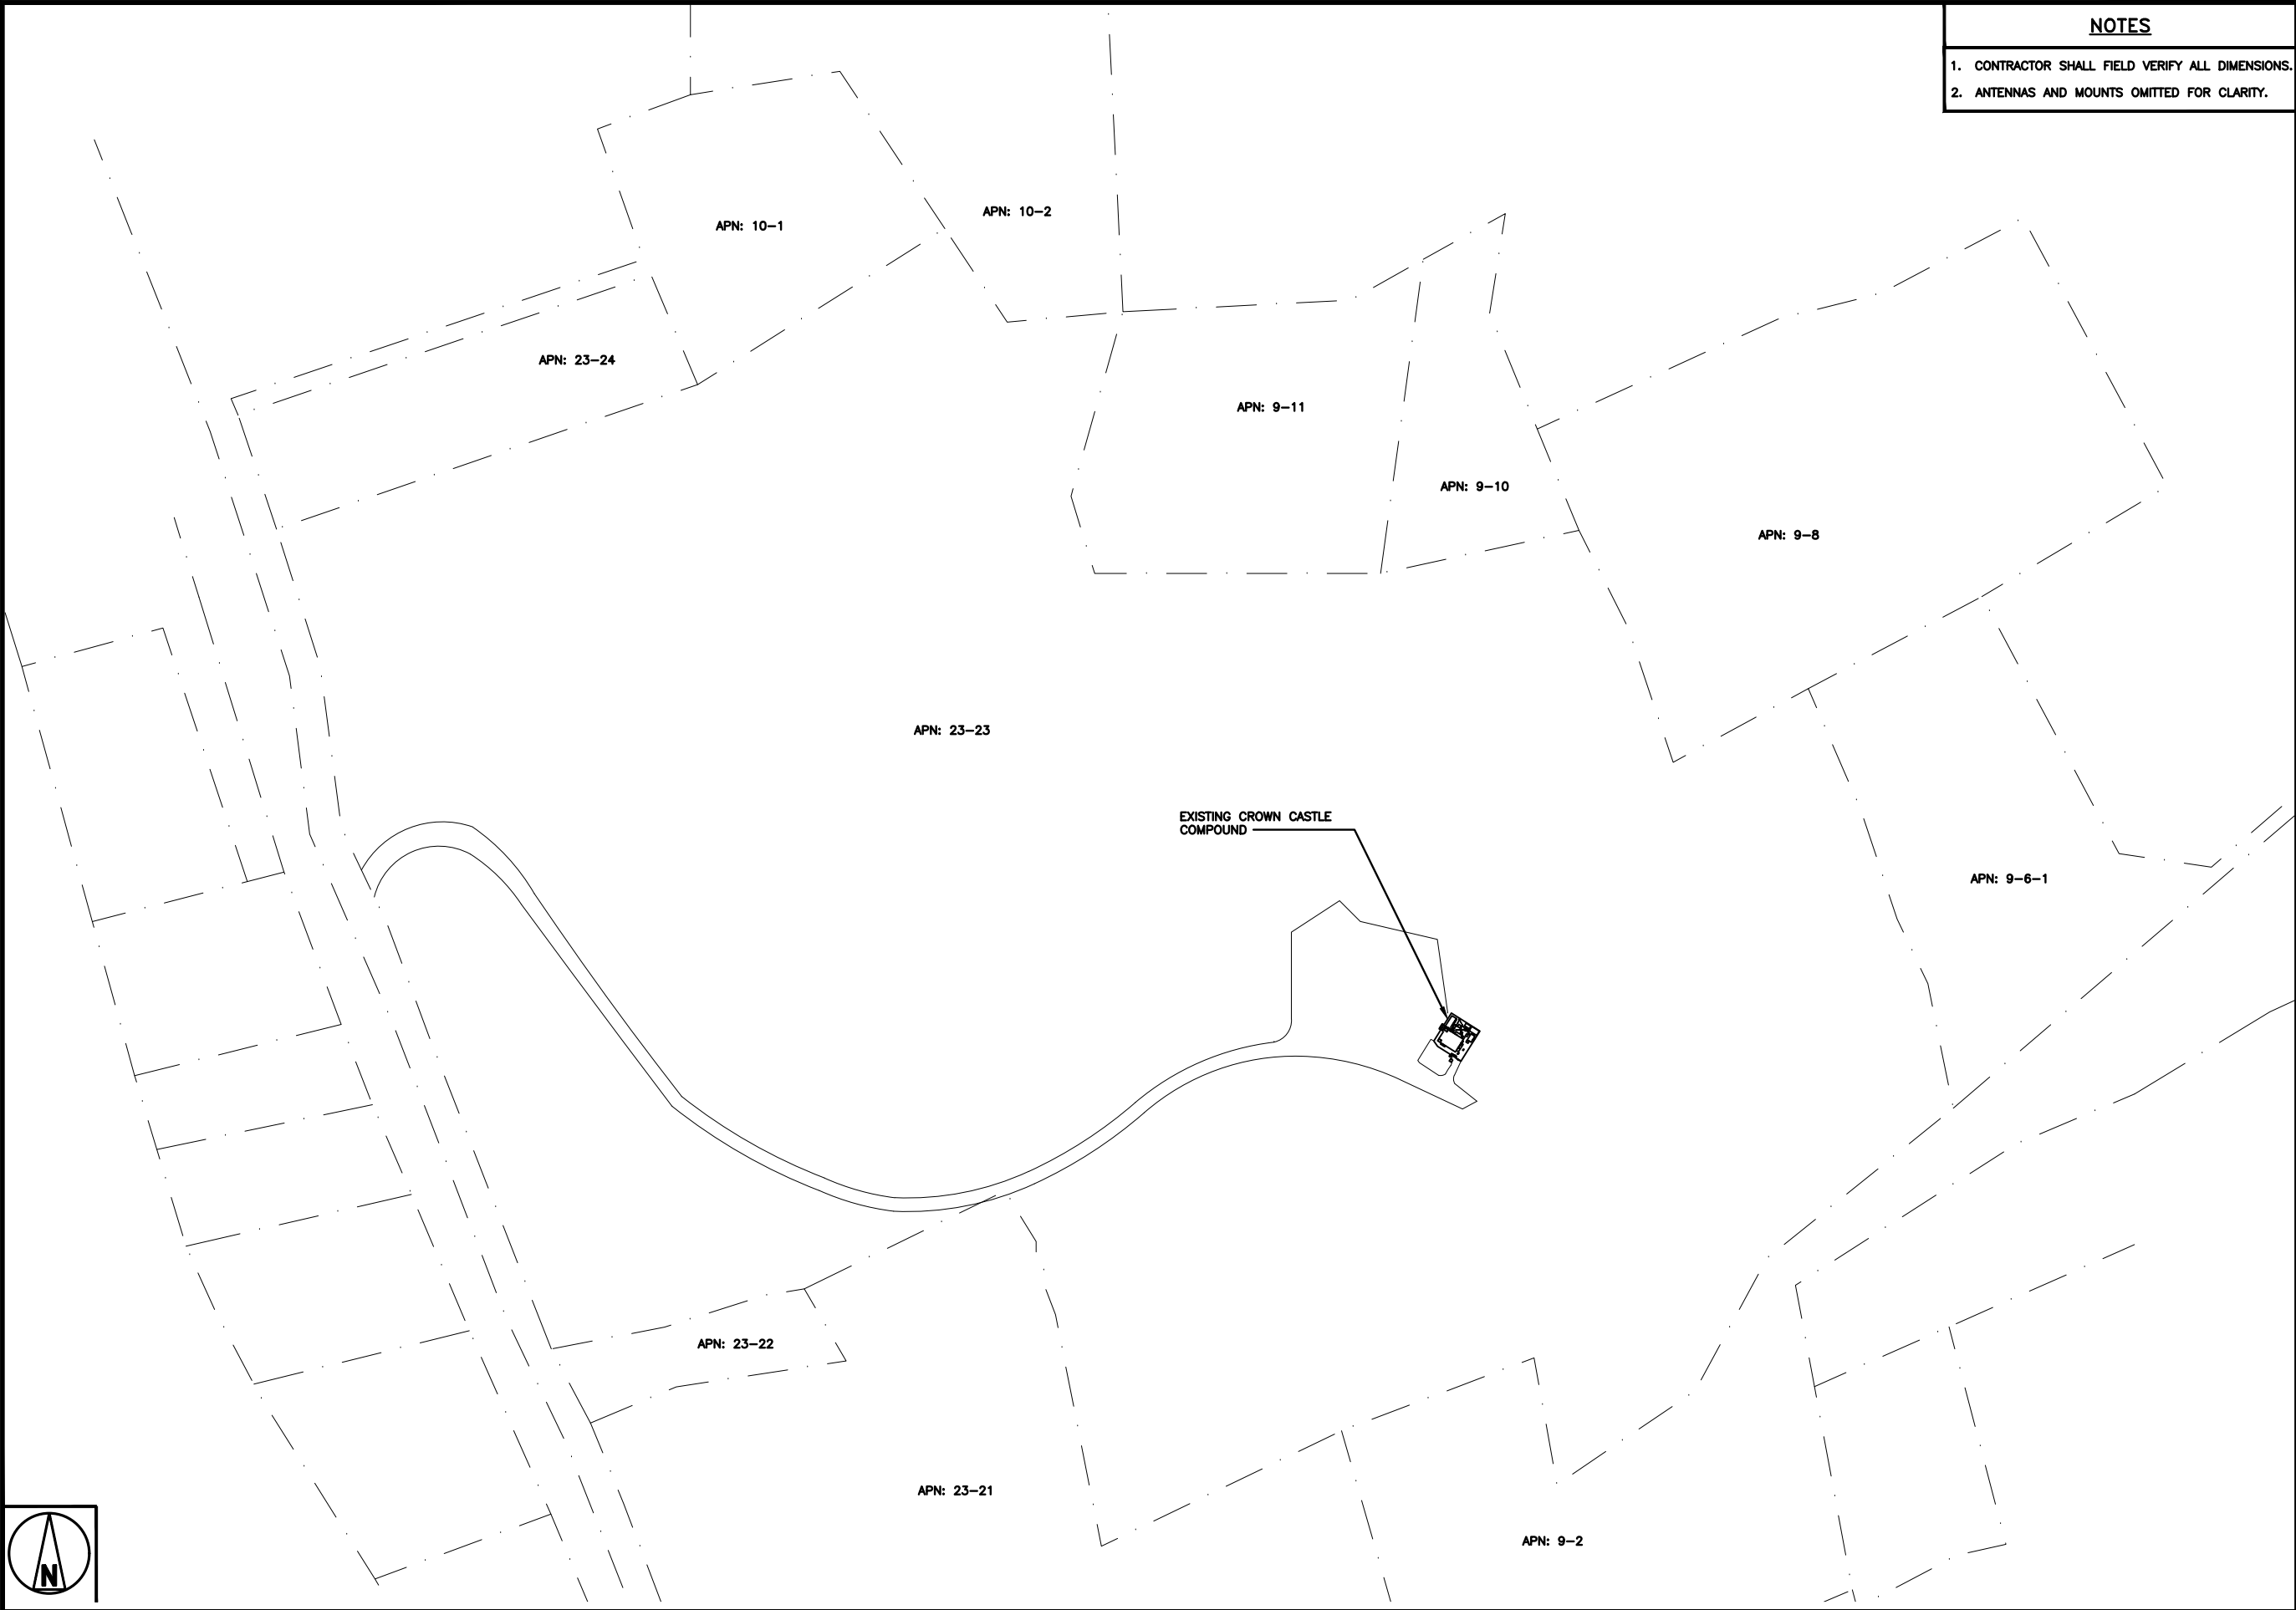 NOTES
1. CONTRACTOR SHALL FIELD VERIFY ALL DIMENSIONS.
2. ANTENNAS AND MOUNTS OMITTED FOR CLARITY.
APN: 10-2
APN: 10-1
APN: 23-24
APN: 9-11
APN: 9-10
APN: 9-8
APN: 23-23
EXISTING CROWN CASTLE
COMPOUND
APN: 9-6-1
APN: 23-22
APN: 23-21
APN: 9-2
N